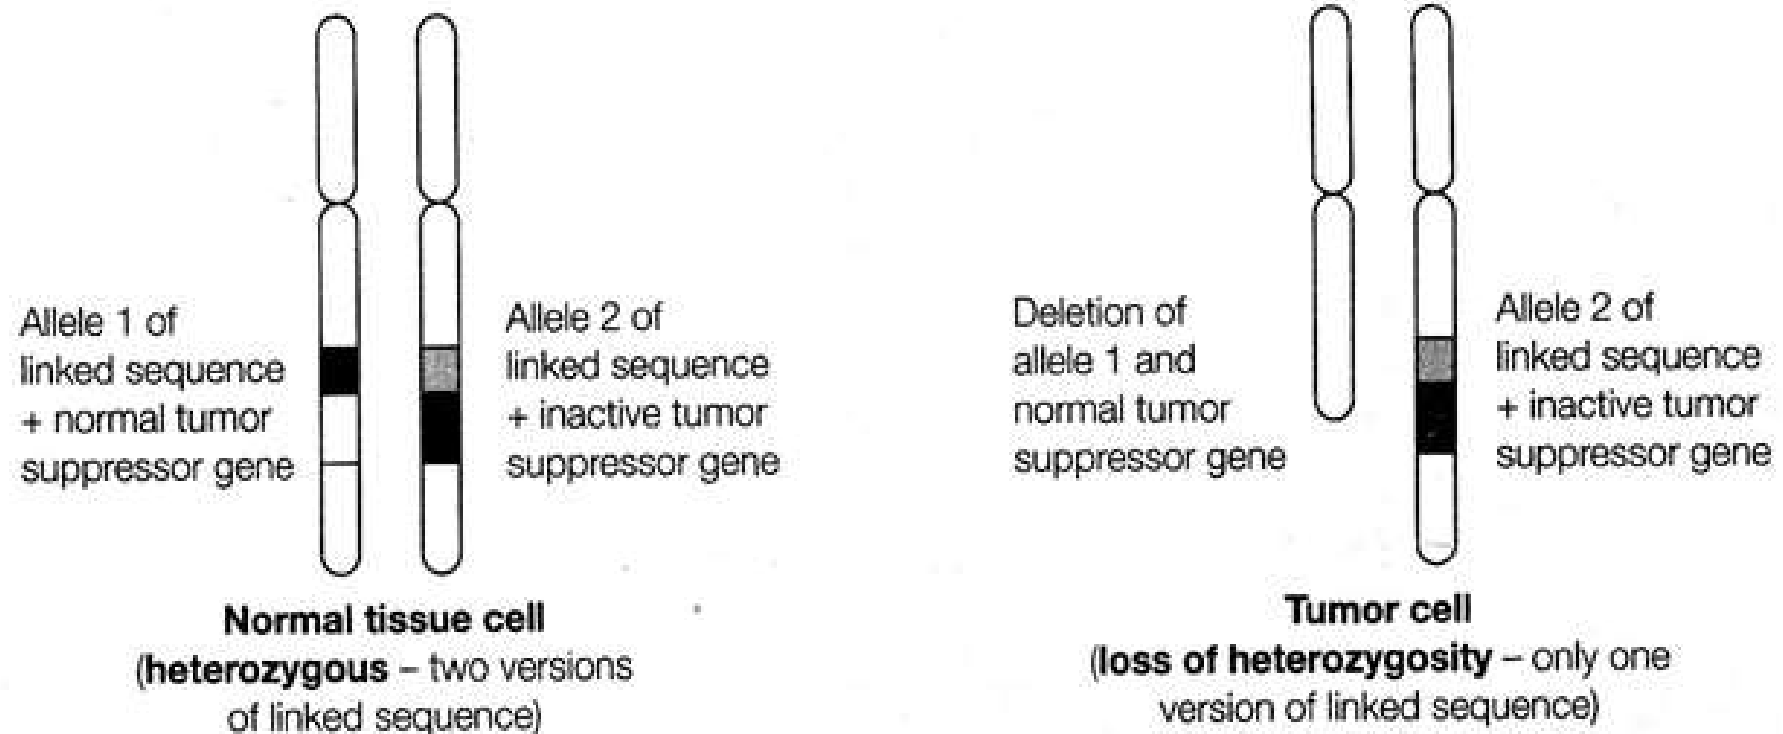 Allele 1 of
linked sequence
+ normal tumor
suppressor gene
Allele 2 of
linked sequence
+ inactive tumor
suppressor gene
Normal tissue cell
(heterozygous – two versions
of linked sequence)
Deletion of
allele 1 and
normal tumor
suppressor gene
Allele 2 of
linked sequence
+ inactive tumor
suppressor gene
Tumor cell
(loss of heterozygosity – only one
version of linked sequence)